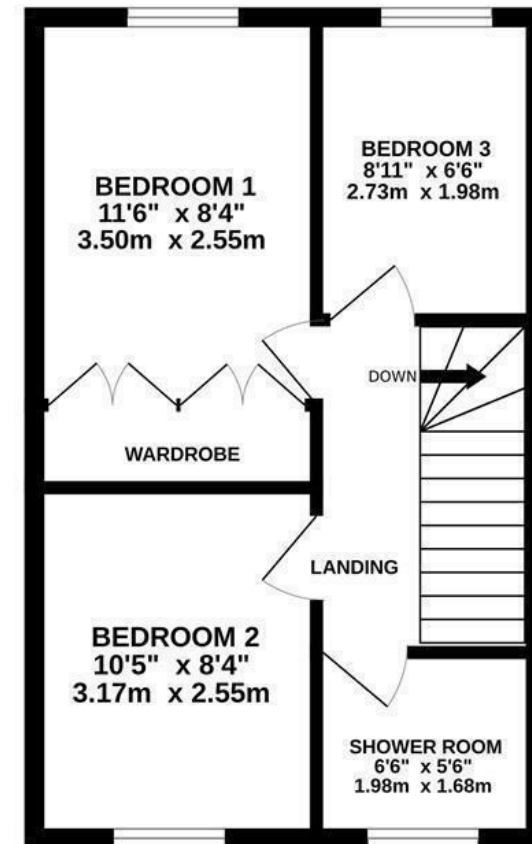 BEDROOM 1
11'6" x 8'4"
3.50m x 2.55m
BEDROOM 3
8'11" x 6'6"
2.73m x 1.98m
DOWN
WARDROBE
LANDING
BEDROOM 2
10'5" x 8'4"
3.17m x 2.55m
SHOWER ROOM
6'6" x 5'6"
1.98m x 1.68m